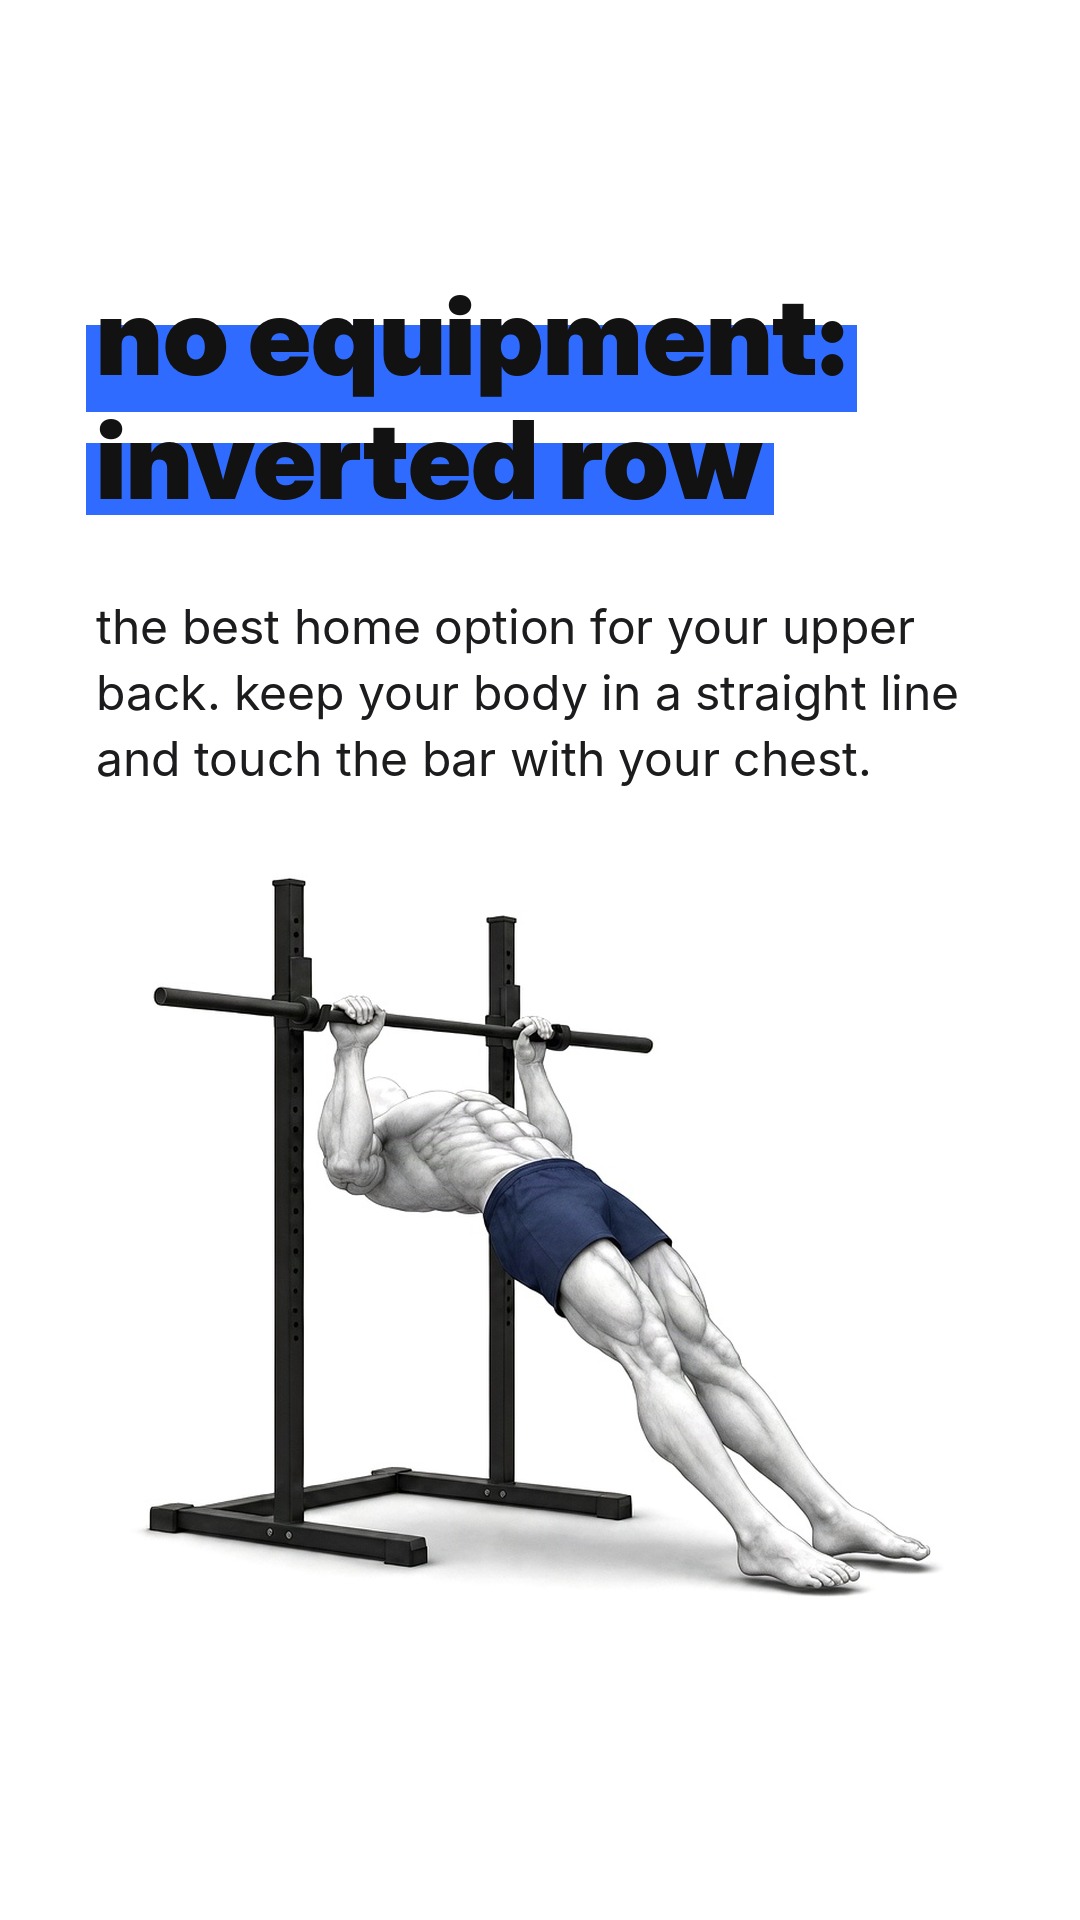 no equipment:
inverted row
the best home option for your upper
back. keep your body in a straight line
and touch the bar with your chest.